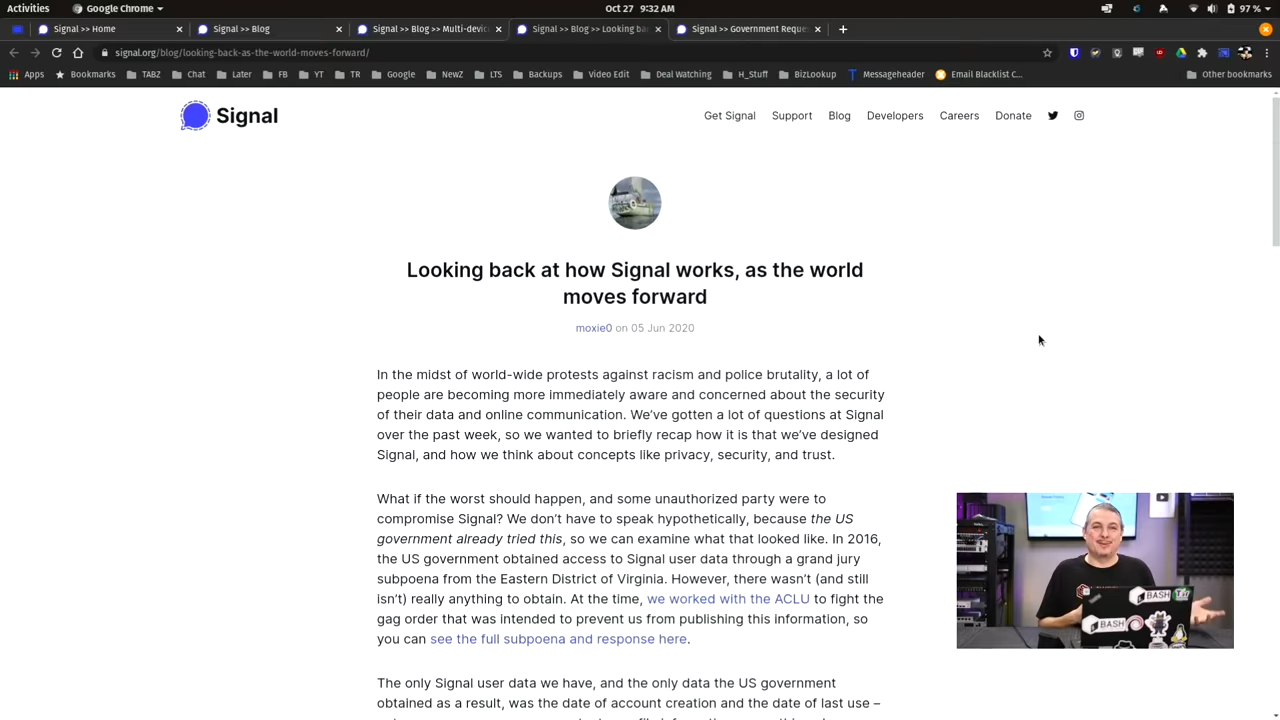 Activities
Google Chrome
Oct 27 9:32 AM
97 %
Signal >> Home
Signal >> Blog
Signal >> Blog >> Multi-devic
Signal >> Blog >> Looking ba
Signal >> Government Reque
signal.org/blog/looking-back-as-the-world-moves-forward/
Apps
Bookmarks
TABZ
Chat
Later
FB
YT
TR
Google
NewZ
LTS
Backups
Video Edit
Deal Watching
H_Stuff
BizLookup
Messageheader
Email Blacklist C...
Other bookmarks
Signal
Get Signal
Support
Blog
Developers
Careers
Donate
Looking back at how Signal works, as the world
moves forward
moxie0 on 05 Jun 2020
In the midst of world-wide protests against racism and police brutality, a lot of
people are becoming more immediately aware and concerned about the security
of their data and online communication. We've gotten a lot of questions at Signal
over the past week, so we wanted to briefly recap how it is that we've designed
Signal, and how we think about concepts like privacy, security, and trust.
What if the worst should happen, and some unauthorized party were to
compromise Signal? We don't have to speak hypothetically, because the US
government already tried this, so we can examine what that looked like. In 2016,
the US government obtained access to Signal user data through a grand jury
subpoena from the Eastern District of Virginia. However, there wasn't (and still
isn't) really anything to obtain. At the time, we worked with the ACLU to fight the
gag order that was intended to prevent us from publishing this information, so
you can see the full subpoena and response here.
The only Signal user data we have, and the only data the US government
obtained as a result, was the date of account creation and the date of last use –
BASH
BASH